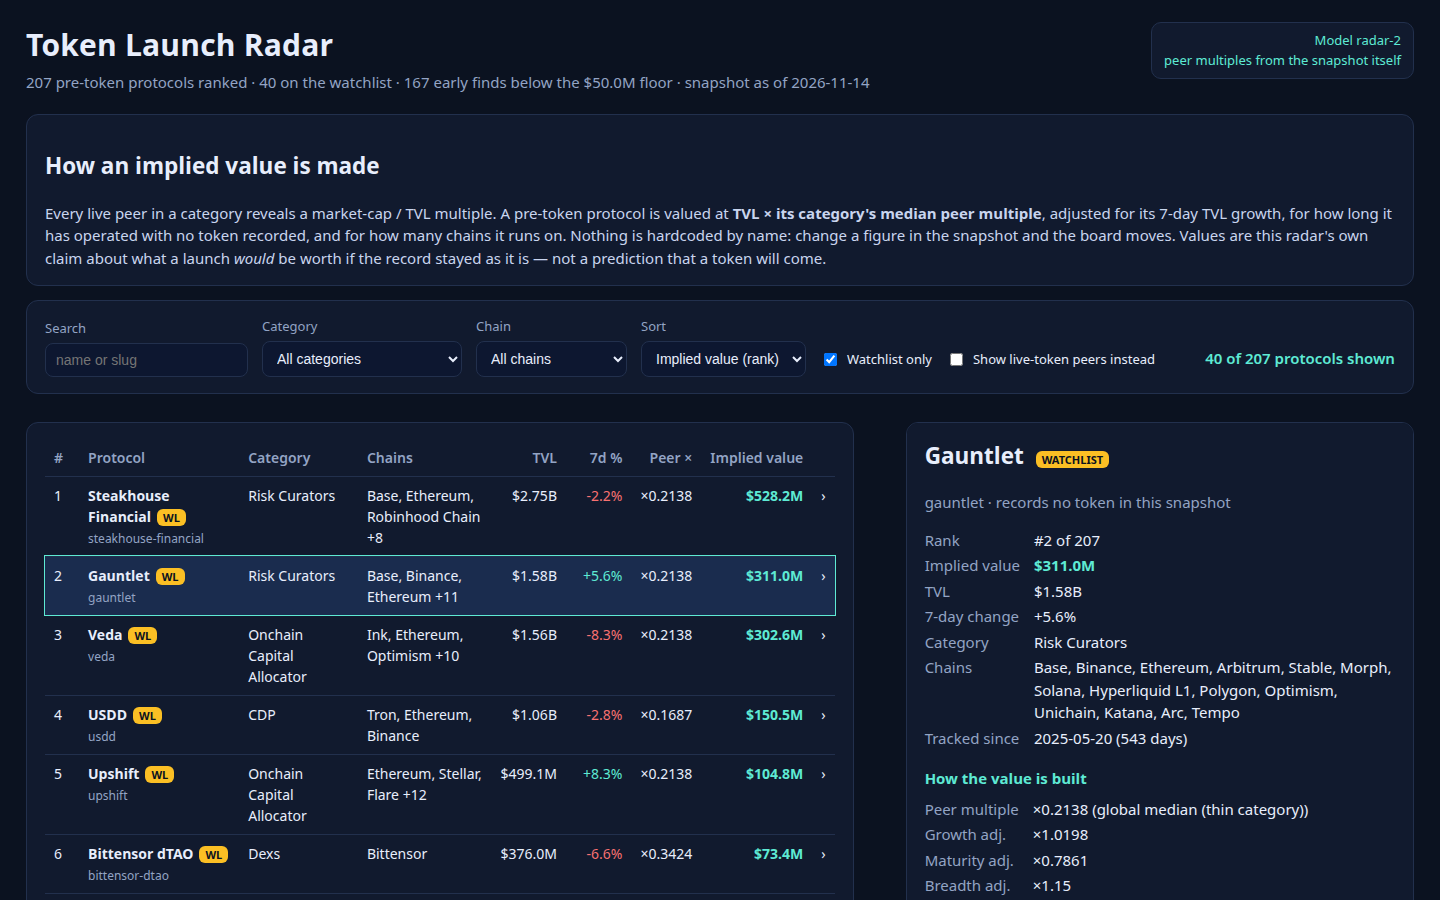 Token Launch Radar
207 pre-token protocols ranked · 40 on the watchlist · 167 early finds below the $50.0M floor · snapshot as of 2026-11-14
Model radar-2
peer multiples from the snapshot itself
How an implied value is made
Every live peer in a category reveals a market-cap / TVL multiple. A pre-token protocol is valued at TVL × its category's median peer multiple, adjusted for its 7-day TVL growth, for how long it
has operated with no token recorded, and for how many chains it runs on. Nothing is hardcoded by name: change a figure in the snapshot and the board moves. Values are this radar's own
claim about what a launch would be worth if the record stayed as it is — not a prediction that a token will come.
Search
name or slug
Category
All categories
Chain
All chains
Sort
Implied value (rank)
Watchlist only
Show live-token peers instead
40 of 207 protocols shown
# Protocol Category Chains TVL 7d % Peer × Implied value
1 Steakhouse Financial WL Risk Curators Base, Ethereum, Robinhood Chain +8 $2.75B -2.2% ×0.2138 $528.2M ›
steakhouse-financial
2 Gauntlet WL Risk Curators Base, Binance, Ethereum +11 $1.58B +5.6% ×0.2138 $311.0M ›
gauntlet
3 Veda WL Onchain Capital Allocator Ink, Ethereum, Optimism +10 $1.56B -8.3% ×0.2138 $302.6M ›
veda
4 USDD WL CDP Tron, Ethereum, Binance $1.06B -2.8% ×0.1687 $150.5M ›
usdd
5 Upshift WL Onchain Capital Allocator Ethereum, Stellar, Flare +12 $499.1M +8.3% ×0.2138 $104.8M ›
upshift
6 Bittensor dTAO WL Dexs Bittensor $376.0M -6.6% ×0.3424 $73.4M ›
bittensor-dtao
Gauntlet WATCHLIST
gauntlet · records no token in this snapshot
Rank #2 of 207
Implied value $311.0M
TVL $1.58B
7-day change +5.6%
Category Risk Curators
Chains Base, Binance, Ethereum, Arbitrum, Stable, Morph,
Solana, Hyperliquid L1, Polygon, Optimism,
Unichain, Katana, Arc, Tempo
Tracked since 2025-05-20 (543 days)
How the value is built
Peer multiple ×0.2138 (global median (thin category))
Growth adj. ×1.0198
Maturity adj. ×0.7861
Breadth adj. ×1.15